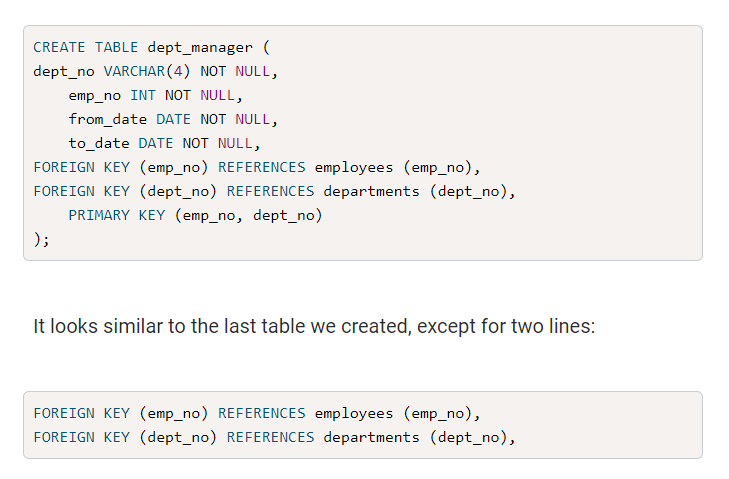 CREATE TABLE dept_manager (
dept_no VARCHAR(4) NOT NULL,
    emp_no INT NOT NULL,
    from_date DATE NOT NULL,
    to_date DATE NOT NULL,
FOREIGN KEY (emp_no) REFERENCES employees (emp_no),
FOREIGN KEY (dept_no) REFERENCES departments (dept_no),
    PRIMARY KEY (emp_no, dept_no)
);
It looks similar to the last table we created, except for two lines:
FOREIGN KEY (emp_no) REFERENCES employees (emp_no),
FOREIGN KEY (dept_no) REFERENCES departments (dept_no),